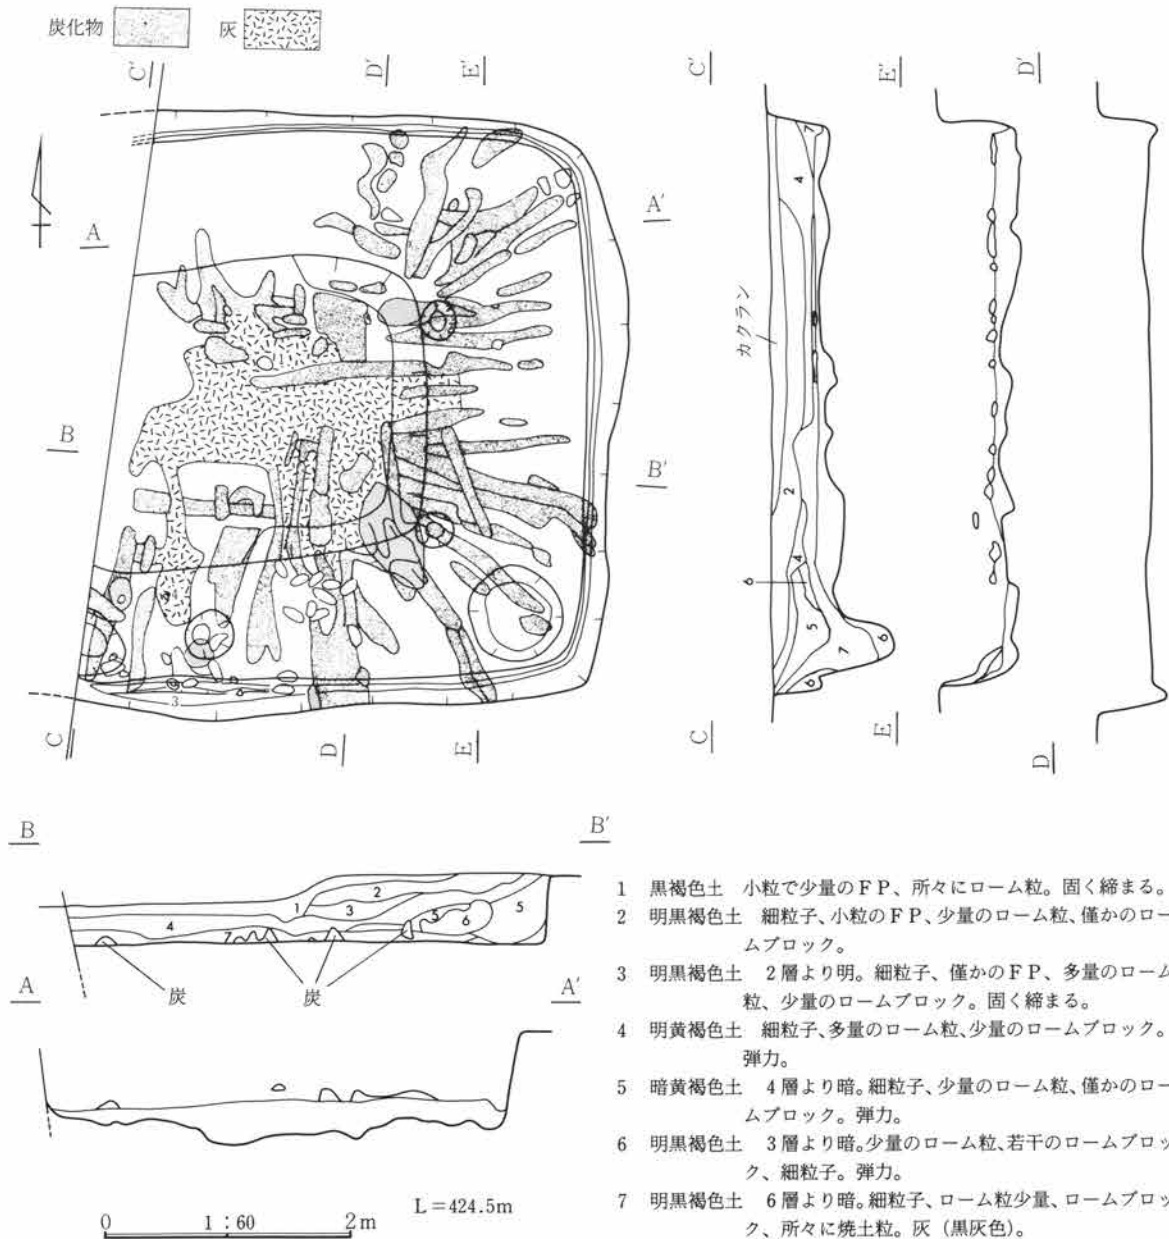 炭化物 灰
C′ D′ E′ C′ E′ D′
A A′
カクラン
B B′
7
4
2
4
6
5
7
6
6
3
C D E C E D
B B′
1 2 3 4 5 5 6 7
炭 炭
A A′
L=424.5m
0 1:60 2m
1 黒褐色土 小粒で少量のFP、所々にローム粒。固く締まる。
2 明黒褐色土 細粒子、小粒のFP、少量のローム粒、僅かのロー
ムブロック。
3 明黒褐色土 2層より明。細粒子、僅かのFP、多量のローム
粒、少量のロームブロック。固く締まる。
4 明黄褐色土 細粒子、多量のローム粒、少量のロームブロック。
弾力。
5 暗黄褐色土 4層より暗。細粒子、少量のローム粒、僅かのロー
ムブロック。弾力。
6 明黒褐色土 3層より暗。少量のローム粒、若干のロームブロッ
ク、細粒子。弾力。
7 明黒褐色土 6層より暗。細粒子、ローム粒少量、ロームブロッ
ク、所々に焼土粒。灰（黒灰色）。